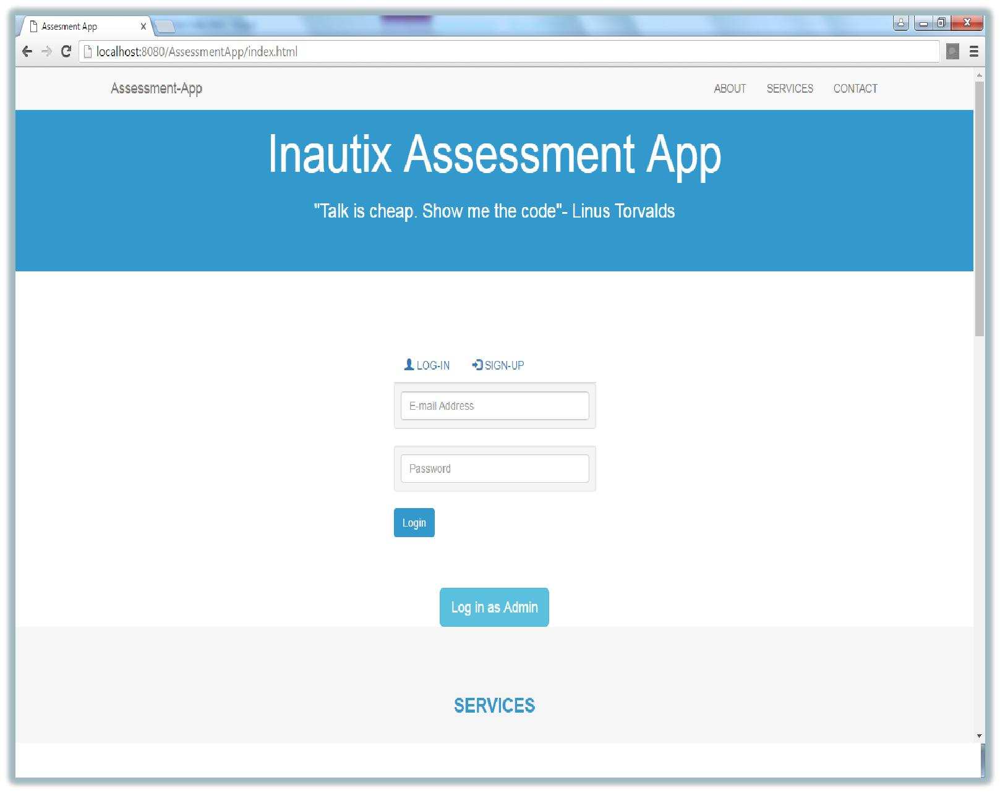 Assesment App
localhost:8080/AssessmentApp/index.html
Assessment-App
ABOUT SERVICES CONTACT
Inautix Assessment App
"Talk is cheap. Show me the code"- Linus Torvalds
LOG-IN SIGN-UP
E-mail Address
Password
Login
Log in as Admin
SERVICES